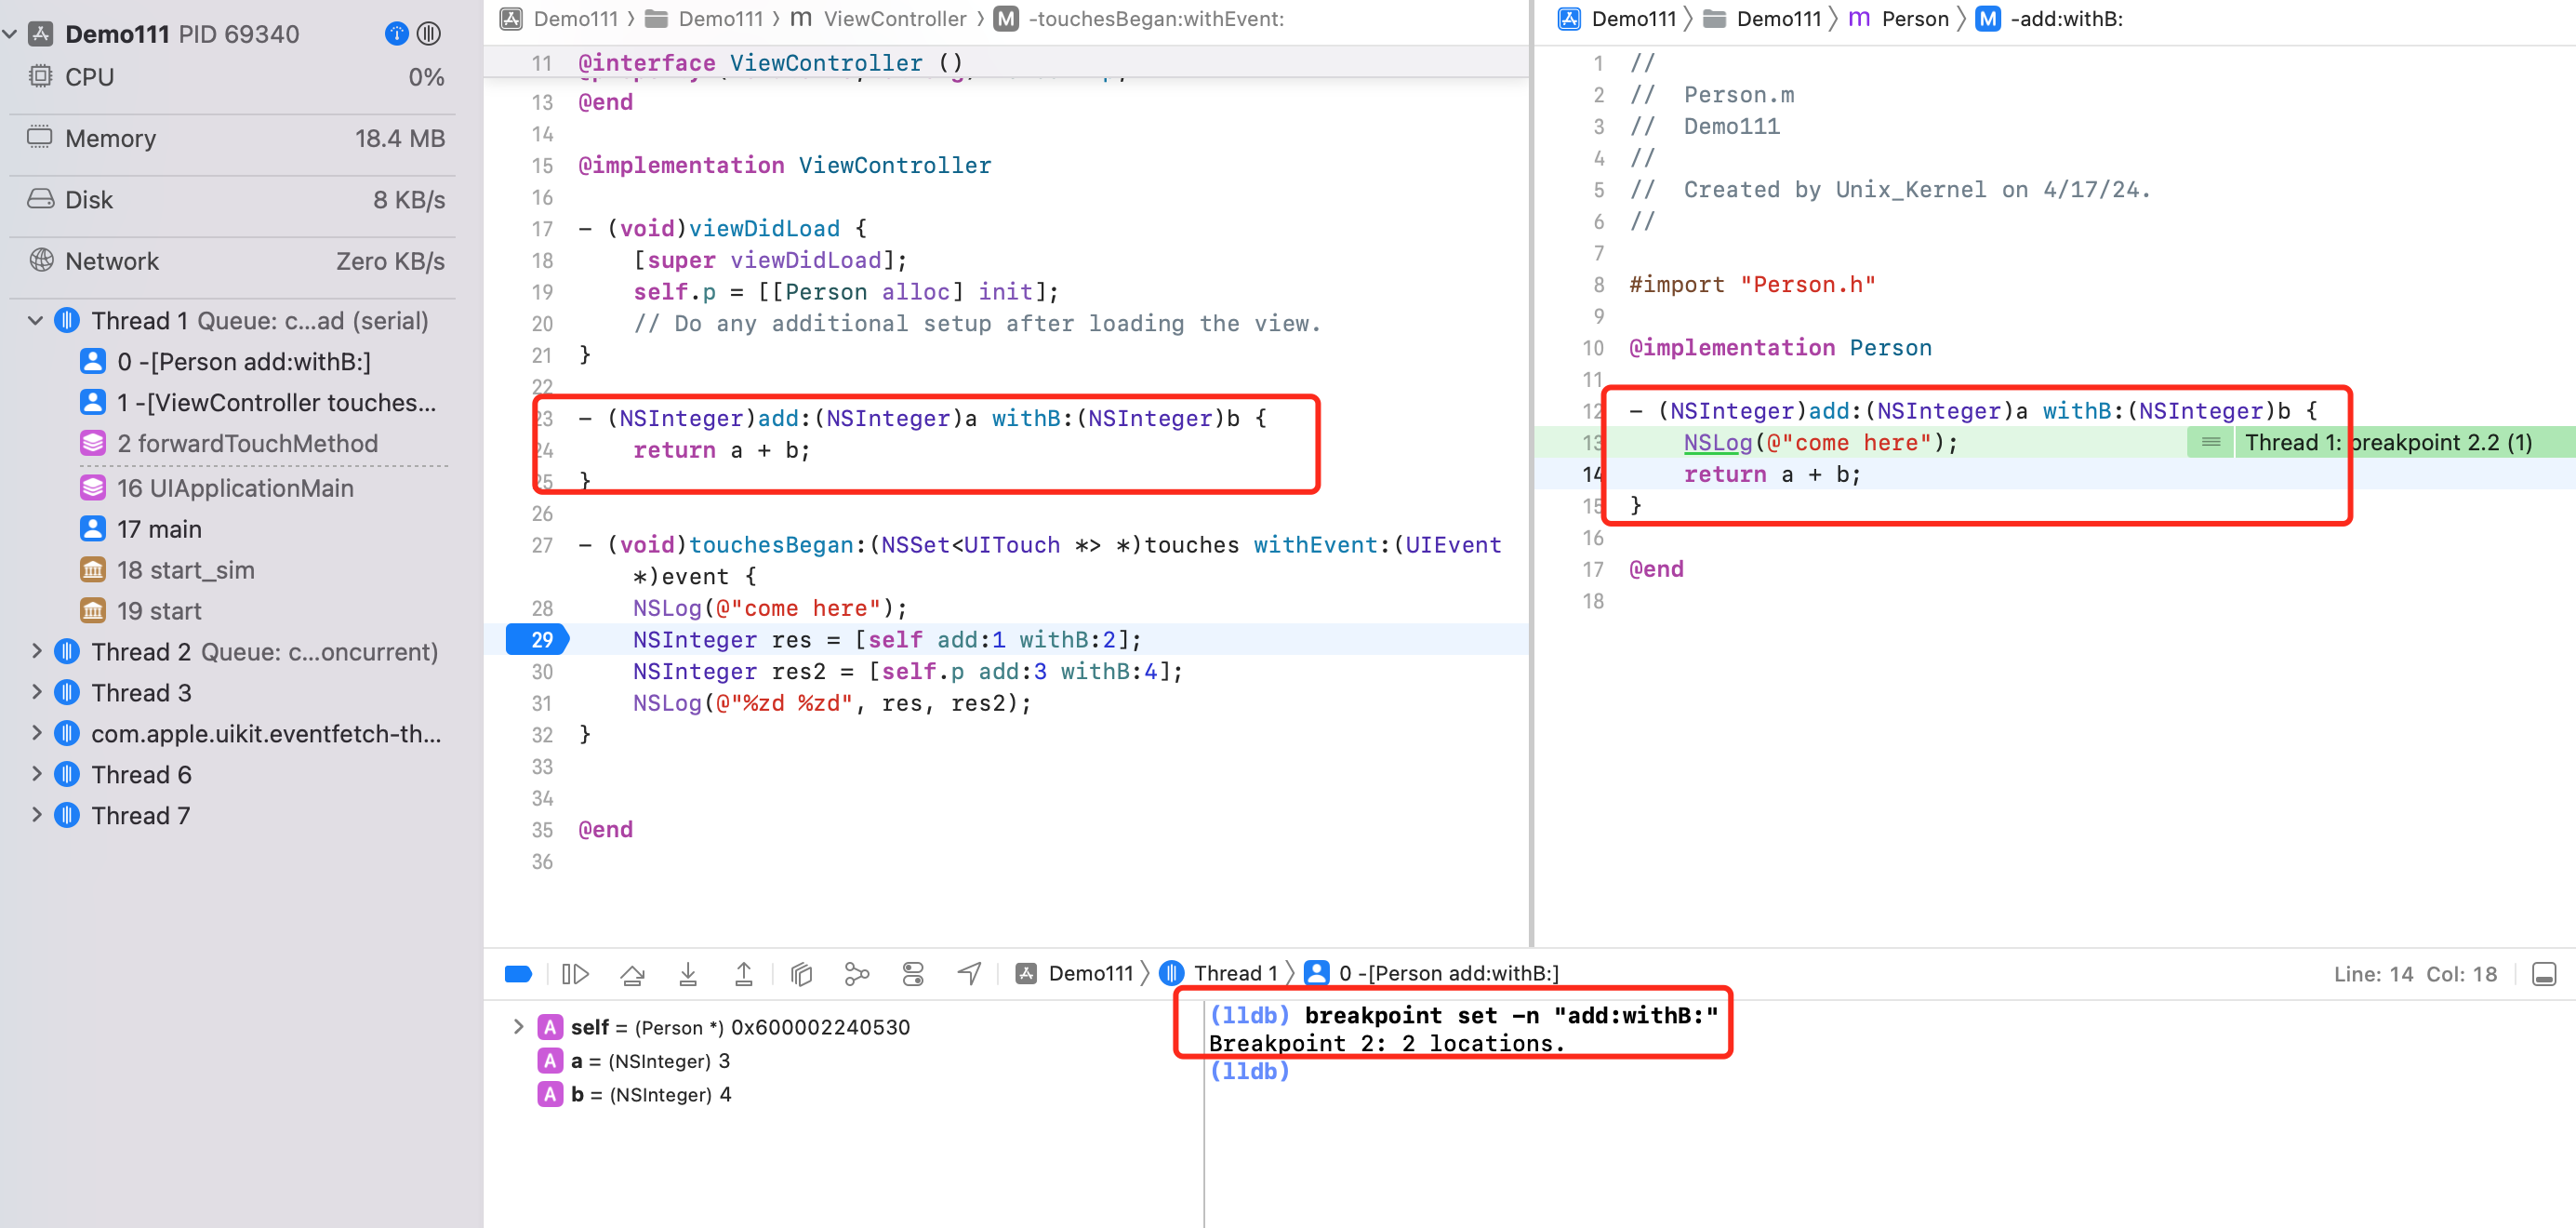 Demo111 PID 69340
CPU 0%
Memory 18.4 MB
Disk 8 KB/s
Network Zero KB/s
Thread 1 Queue: c...ad (serial)
0 -[Person add:withB:]
1 -[ViewController touches...
2 forwardTouchMethod
16 UIApplicationMain
17 main
18 start_sim
19 start
Thread 2 Queue: c...oncurrent)
Thread 3
com.apple.uikit.eventfetch-th...
Thread 6
Thread 7
Demo111 〉 Demo111 〉 m ViewController 〉 M -touchesBegan:withEvent:
11 @interface ViewController ()
13 @end
14
15 @implementation ViewController
16
17 - (void)viewDidLoad {
18 [super viewDidLoad];
19 self.p = [[Person alloc] init];
20 // Do any additional setup after loading the view.
21 }
22
23 - (NSInteger)add:(NSInteger)a withB:(NSInteger)b {
24 return a + b;
25 }
26
27 - (void)touchesBegan:(NSSet<UITouch *> *)touches withEvent:(UIEvent
*)event {
28 NSLog(@"come here");
29 NSInteger res = [self add:1 withB:2];
30 NSInteger res2 = [self.p add:3 withB:4];
31 NSLog(@"%zd %zd", res, res2);
32 }
33
34
35 @end
36
Demo111 〉 Demo111 〉 m Person 〉 M -add:withB:
1 //
2 // Person.m
3 // Demo111
4 //
5 // Created by Unix_Kernel on 4/17/24.
6 //
7
8 #import "Person.h"
9
10 @implementation Person
11
12 - (NSInteger)add:(NSInteger)a withB:(NSInteger)b {
13 NSLog(@"come here"); Thread 1: breakpoint 2.2 (1)
14 return a + b;
15 }
16
17 @end
18
Demo111 〉 Thread 1 〉 0 -[Person add:withB:]
Line: 14 Col: 18
A self = (Person *) 0x600002240530
A a = (NSInteger) 3
A b = (NSInteger) 4
(lldb) breakpoint set -n "add:withB:"
Breakpoint 2: 2 locations.
(lldb)